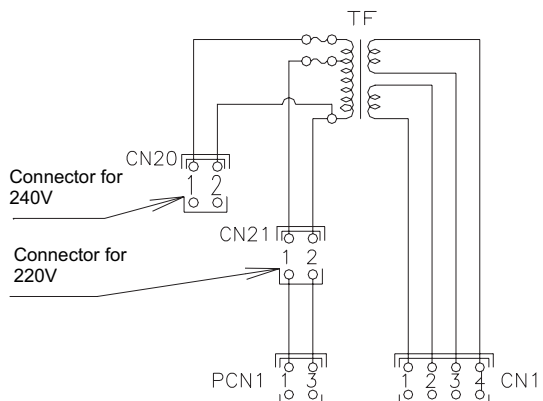 TF
CN20
1 2
Connector for
240V
CN21
1 2
Connector for
220V
PCN1 1 3
1 2 3 4 CN1